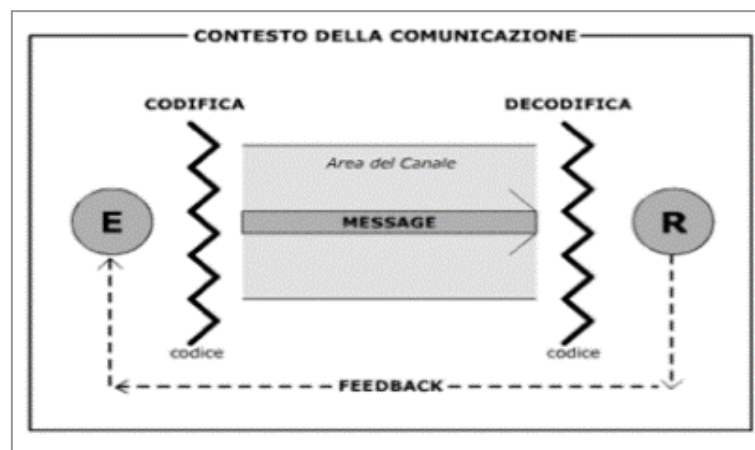 CONTESTO DELLA COMUNICAZIONE
CODIFICA
DECODIFICA
Area del Canale
E
MESSAGE
R
codice
codice
FEEDBACK